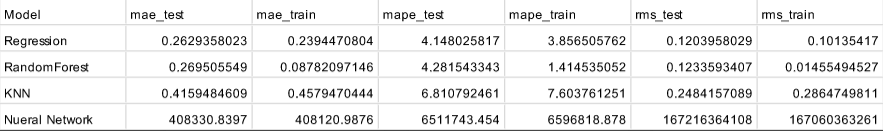 Model mae_test mae_train mape_test mape_train rms_test rms_train
Regression 0.2629358023 0.2394470804 4.148025817 3.856505762 0.1203958029 0.10135417
RandomForest 0.269505549 0.08782097146 4.281543343 1.414535052 0.1233593407 0.01455494527
KNN 0.4159484609 0.4579470444 6.810792461 7.603761251 0.2484157089 0.2864749811
Nueral Network 408330.8397 408120.9876 6511743.454 6596818.878 167216364108 167060363261